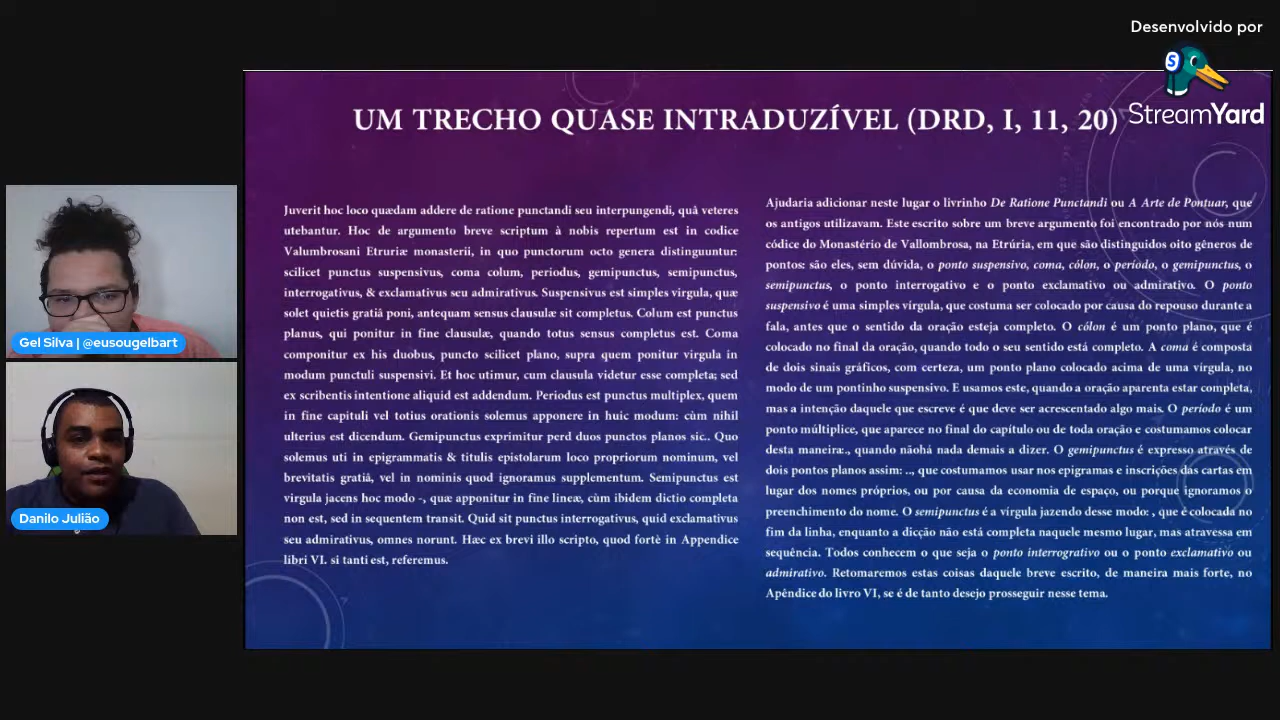 Desenvolvido por
StreamYard
UM TRECHO QUASE INTRADUZÍVEL (DRD, I, 11, 20)
Juverit hoc loco quædam addere de ratione punctandi seu interpungendi, quâ veteres
utebantur. Hoc de argumento breve scriptum à nobis repertum est in codice
Valumbrosani Etruriæ monasterii, in quo punctorum octo genera distinguuntur:
scilicet punctus suspensivus, coma colum, periodus, gemipunctus, semipunctus,
interrogativus, & exclamativus seu admirativus. Suspensivus est simples virgula, quæ
solet quietis gratiâ poni, antequam sensus clausulæ sit completus. Colum est punctus
planus, qui ponitur in fine clausulæ, quando totus sensus completus est. Coma
componitur ex his duobus, puncto scilicet plano, supra quem ponitur virgula in
modum punctuli suspensivi. Et hoc utimur, cum clausula videtur esse completa; sed
ex scribentis intentione aliquid est addendum. Periodus est punctus multiplex, quem
in fine capituli vel totius orationis solemus apponere in huic modum: cùm nihil
ulterius est dicendum. Gemipunctus exprimitur perd duos punctos planos sic.. Quo
solemus uti in epigrammatis & titulis epistolarum loco propriorum nominum, vel
brevitatis gratiâ, vel in nominis quod ignoramus supplementum. Semipunctus est
virgula jacens hoc modo -, quæ apponitur in fine lineæ, cùm ibidem dictio completa
non est, sed in sequentem transit. Quid sit punctus interrogativus, quid exclamativus
seu admirativus, omnes norunt. Hæc ex brevi illo scripto, quod fortè in Appendice
libri VI. si tanti est, referemus.
Ajudaria adicionar neste lugar o livrinho De Ratione Punctandi ou A Arte de Pontuar, que
os antigos utilizavam. Este escrito sobre um breve argumento foi encontrado por nós num
códice do Monastério de Vallombrosa, na Etrúria, em que são distinguidos oito gêneros de
pontos: são eles, sem dúvida, o ponto suspensivo, coma, cólon, o período, o gemipunctus, o
semipunctus, o ponto interrogativo e o ponto exclamativo ou admirativo. O ponto
suspensivo é uma simples vírgula, que costuma ser colocado por causa do repouso durante a
fala, antes que o sentido da oração esteja completo. O cólon é um ponto plano, que é
colocado no final da oração, quando todo o seu sentido está completo. A coma é composta
de dois sinais gráficos, com certeza, um ponto plano colocado acima de uma vírgula, no
modo de um pontinho suspensivo. E usamos este, quando a oração aparenta estar completa,
mas a intenção daquele que escreve é que deve ser acrescentado algo mais. O período é um
ponto múltiplice, que aparece no final do capítulo ou de toda oração e costumamos colocar
desta maneira:., quando nãohá nada demais a dizer. O gemipunctus é expresso através de
dois pontos planos assim: .., que costumamos usar nos epigramas e inscrições das cartas em
lugar dos nomes próprios, ou por causa da economia de espaço, ou porque ignoramos o
preenchimento do nome. O semipunctus é a vírgula jazendo desse modo: , que é colocada no
fim da linha, enquanto a dicção não está completa naquele mesmo lugar, mas atravessa em
sequência. Todos conhecem o que seja o ponto interrogrativo ou o ponto exclamativo ou
admirativo. Retomaremos estas coisas daquele breve escrito, de maneira mais forte, no
Apêndice do livro VI, se é de tanto desejo prosseguir nesse tema.
Gel Silva | @eusougelbart
Danilo Julião